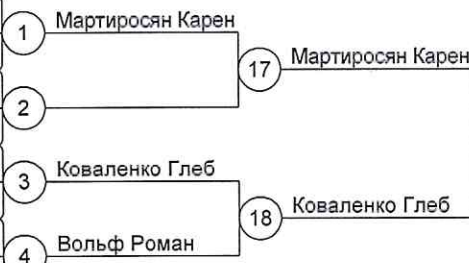 1 Мартиросян Карен
17 Мартиросян Карен
2
3 Коваленко Глеб
18 Коваленко Глеб
4 Вольф Роман